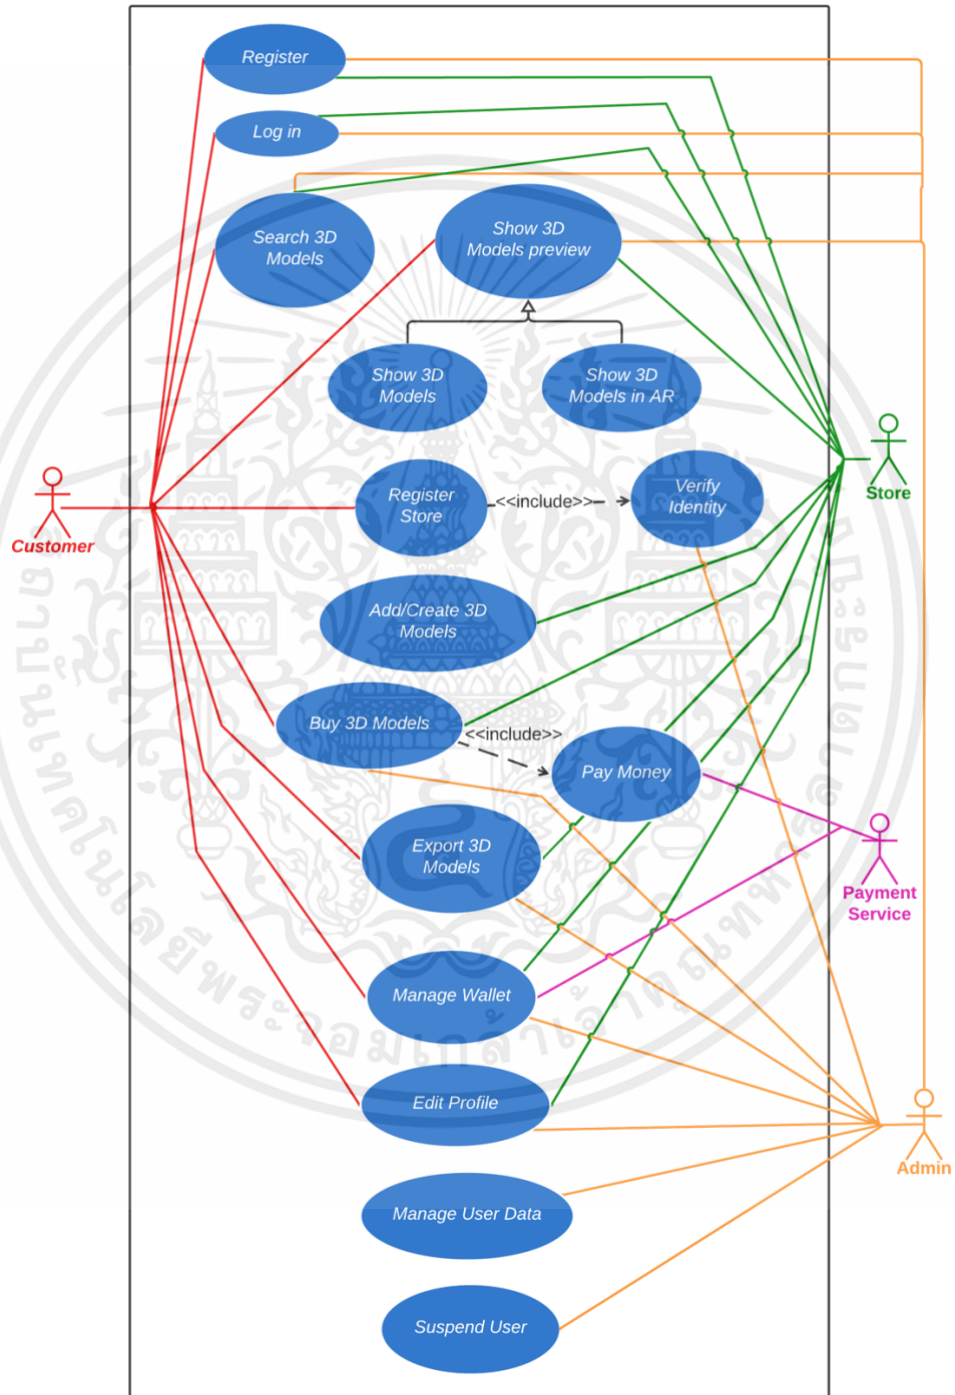 Register
Log in
Search 3D
Models
Show 3D
Models preview
Show 3D
Models
Show 3D
Models in AR
Customer
Register
Store
<<include>>
Verify
Identity
Store
Add/Create 3D
Models
Buy 3D Models
<<include>>
Pay Money
Export 3D
Models
Payment
Service
Manage Wallet
Edit Profile
Admin
Manage User Data
Suspend User